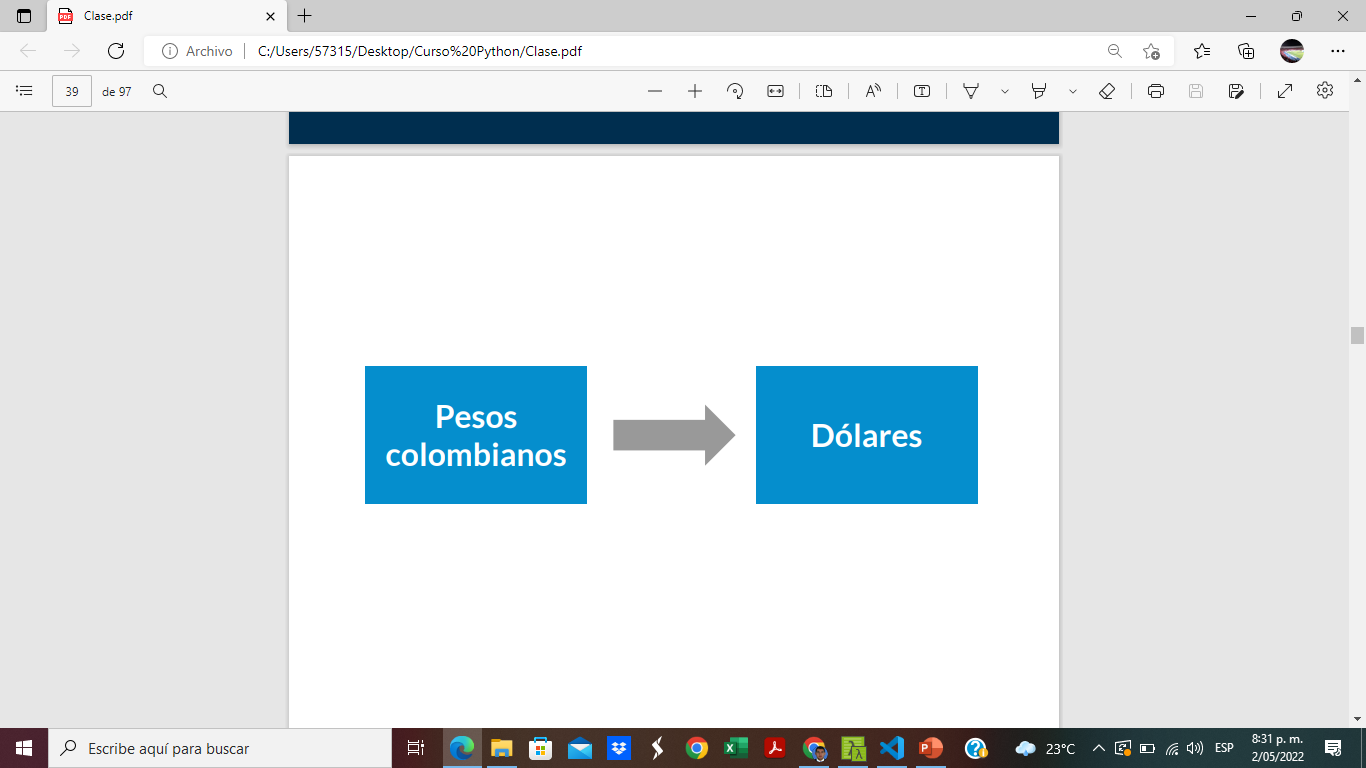 Clase.pdf
Archivo
C:/Users/57315/Desktop/Curso%20Python/Clase.pdf
39
de 97
Pesos
colombianos
Dólares
Escribe aquí para buscar
23°C
ESP
8:31 p. m.
2/05/2022